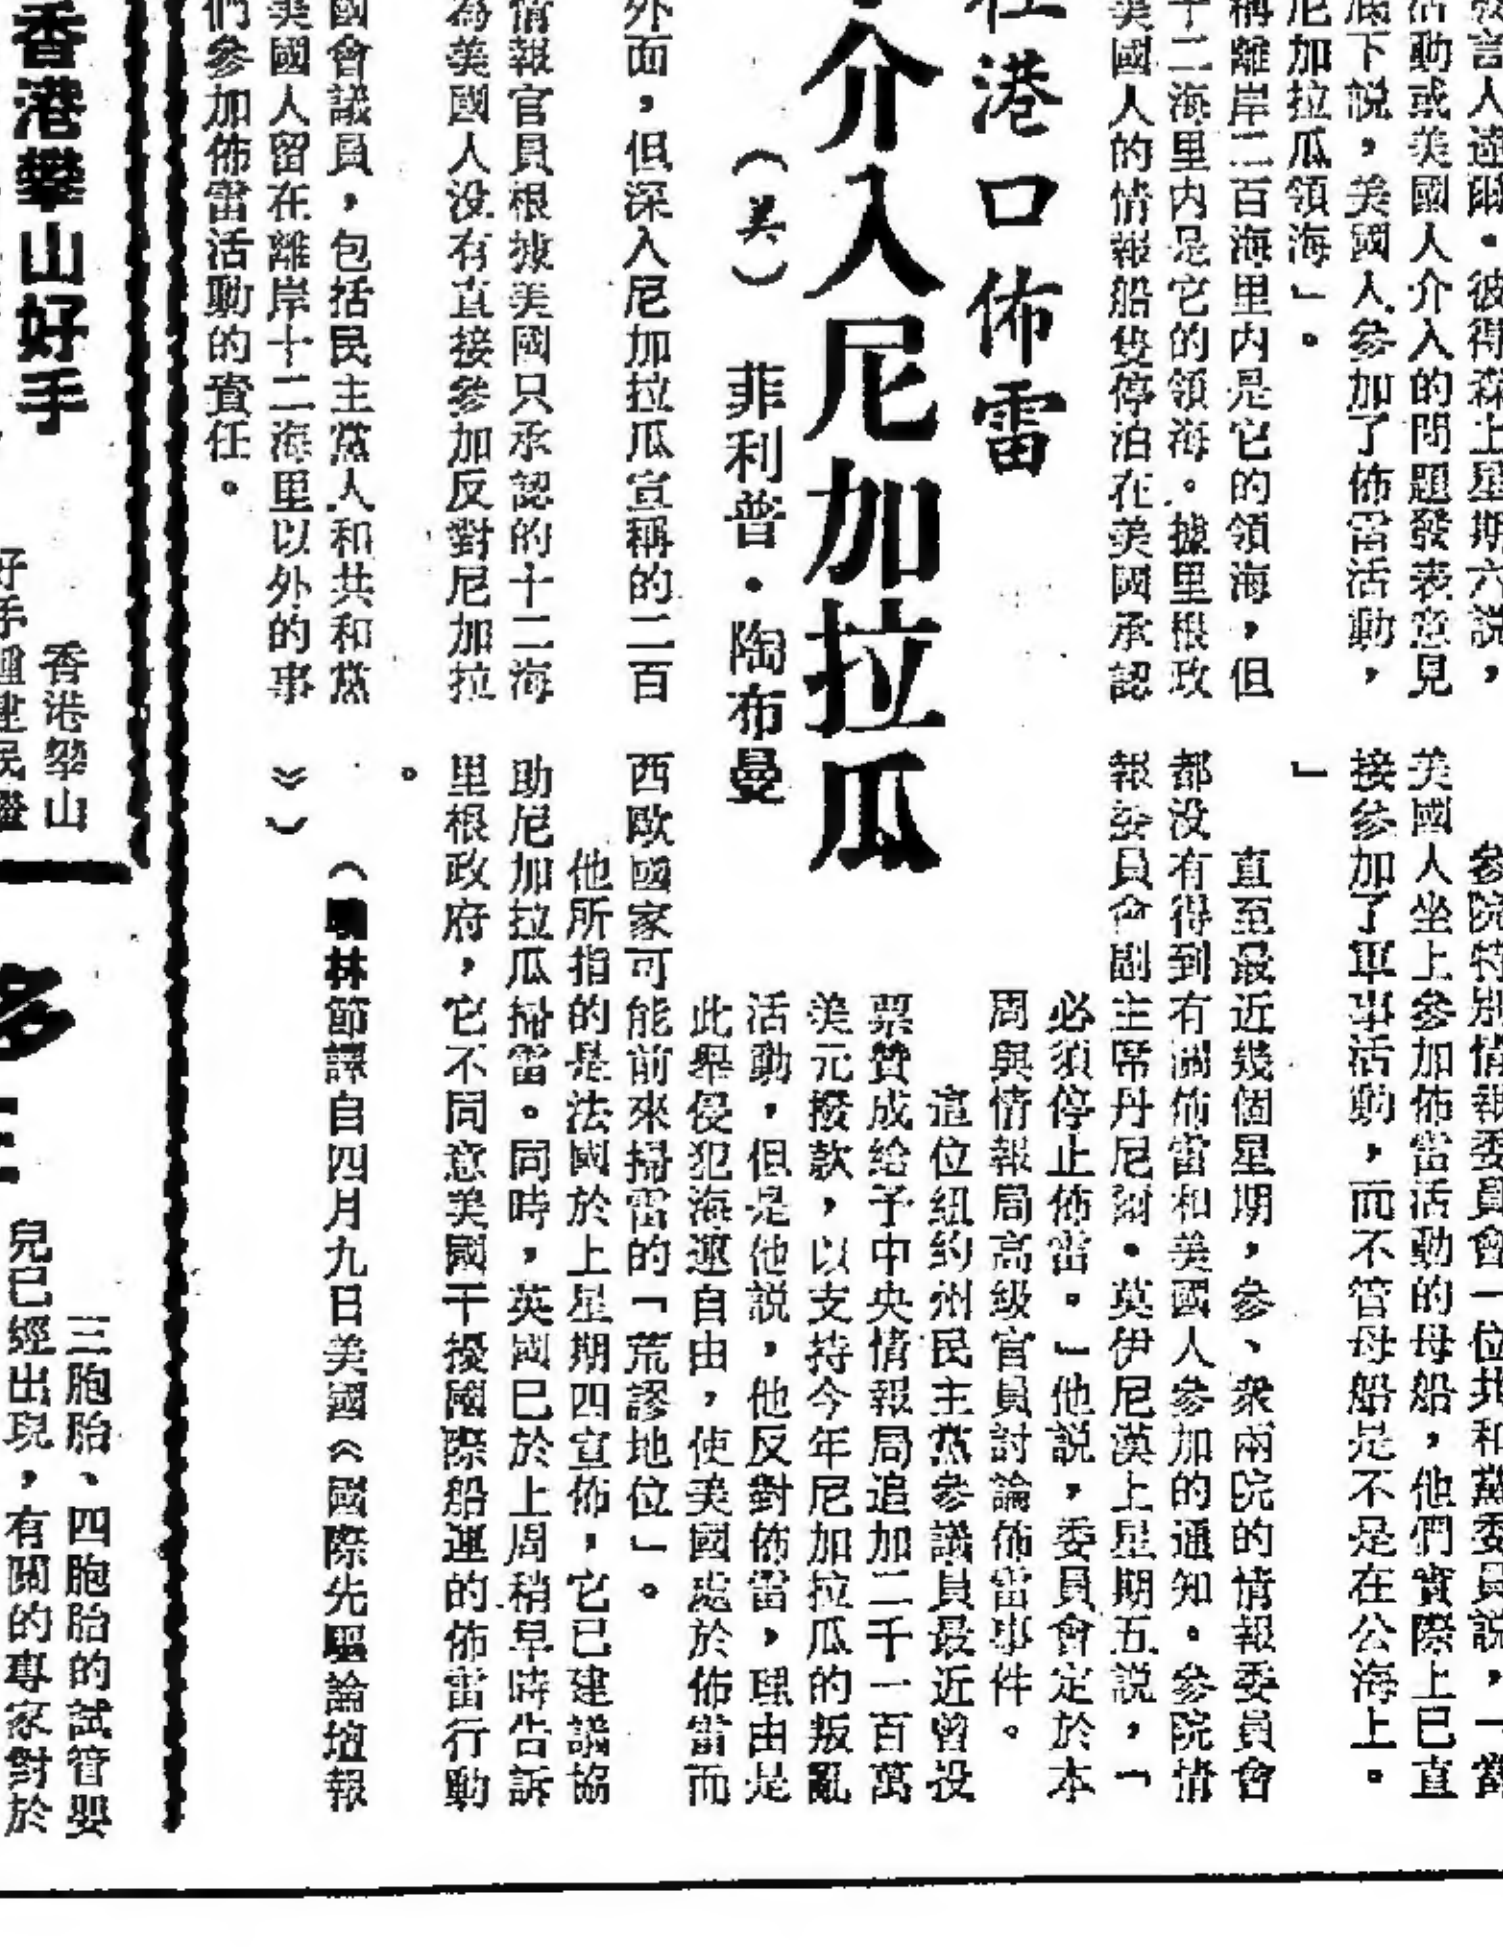 發言人達爾·彼得森上星期六説,
活動或美國人介入的問題發表意見
底下説,美國人參加了佈雷活動,
尼加拉瓜領海」。
稱離岸二百海里内是它的領海,但
十二海里内是它的領海。據里根政
美國人的情報船隻停泊在美國承認
在港口佈雷
介入尼加拉瓜
(美) 菲利普·陶布曼
外面,但深入尼加拉瓜宣稱的二百
情報官員根據美國只承認的十二海
為美國人没有直接參加反對尼加拉
國會議員,包括民主黨人和共和黨
美國人留在離岸十二海里以外的事
們參加佈雷活動的責任。
參院特別情報委員會一位共和黨委員説,「當
美國人坐上參加佈雷活動的母船,他們實際上已直
接參加了軍事活動,而不管母船是不是在公海上。
」
直至最近幾個星期,參、衆兩院的情報委員會
都没有得到有關佈雷和美國人參加的通知。參院情
報委員會副主席丹尼爾·莫伊尼漢上星期五説,「
必須停止佈雷。」他説,委員會定於本
周與情報局高級官員討論佈雷事件。
這位紐約州民主黨參議員最近曾投
票贊成給予中央情報局追加二千一百萬
美元撥款,以支持今年尼加拉瓜的叛亂
活動,但是他説,他反對佈雷,理由是
此舉侵犯海運自由,使美國處於佈雷而
西歐國家可能前來掃雷的「荒謬地位」。
他所指的是法國於上星期四宣佈,它已建議協
助尼加拉瓜掃雷。同時,英國已於上周稍早時告訴
里根政府,它不同意美國干擾國際船運的佈雷行動
。
(曉林節譯自四月九日美國《國際先驅論壇報
》)
香港攀山好手
香港攀山
三胞胎、四胞胎的試管嬰
兒已經出現,有關的專家對於